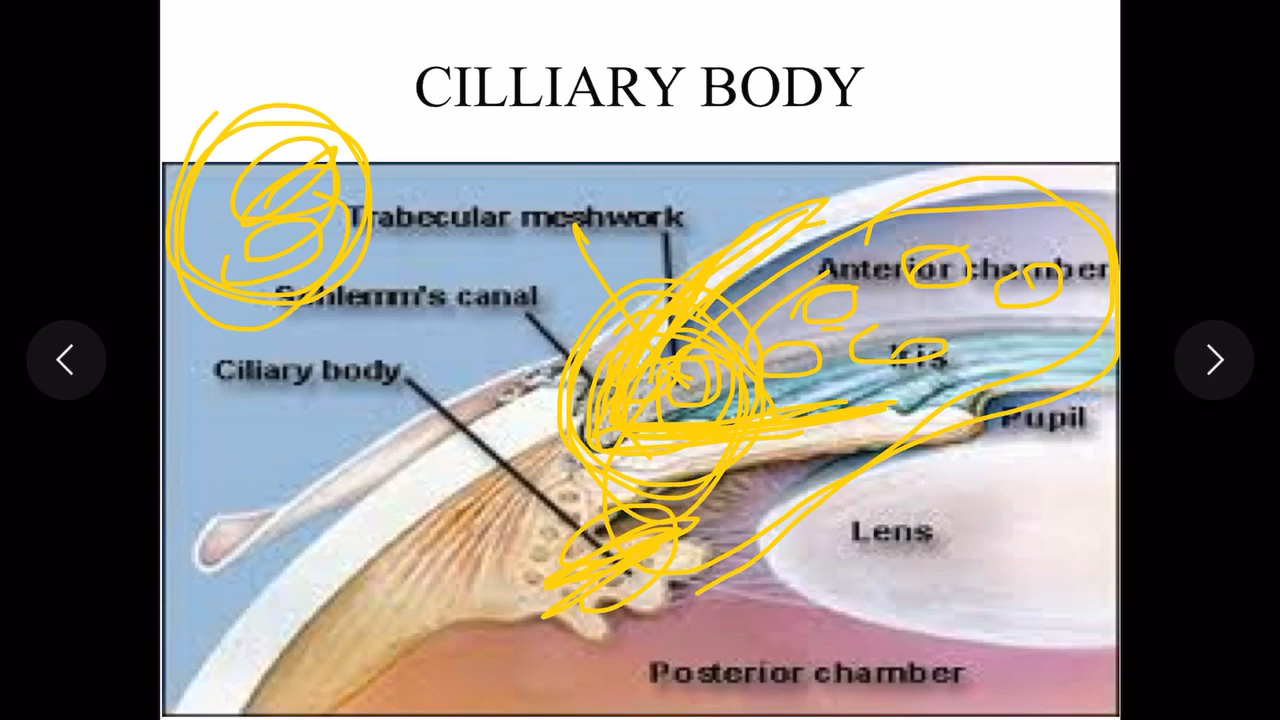 CILLIARY BODY
Trabecular meshwork
Schlemm's canal
Ciliary body
Anterior chamber
Iris
Pupil
Lens
Posterior chamber